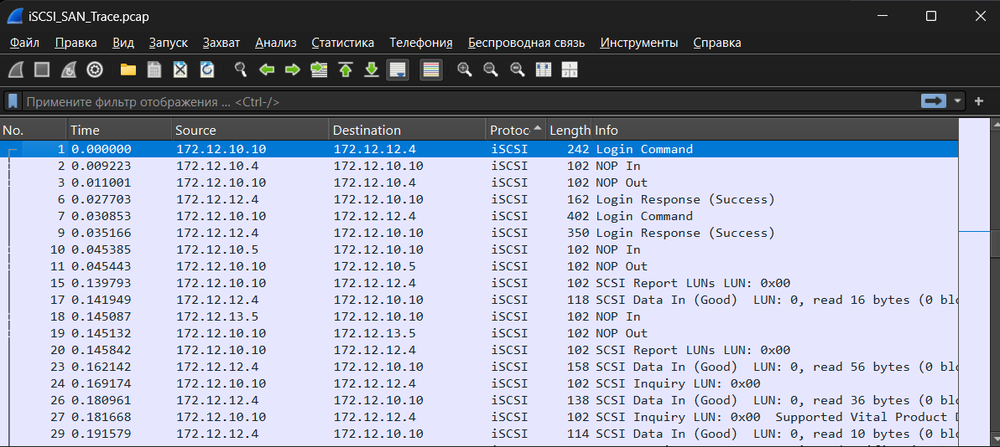 iSCSI_SAN_Trace.pcap
Файл Правка Вид Запуск Захват Анализ Статистика Телефония Беспроводная связь Инструменты Справка
Примените фильтр отображения ... <Ctrl-/>
No. Time Source Destination Protoc Length Info
1 0.000000 172.12.10.10 172.12.12.4 iSCSI 242 Login Command
2 0.009223 172.12.10.4 172.12.10.10 iSCSI 102 NOP In
3 0.011001 172.12.10.10 172.12.10.4 iSCSI 102 NOP Out
6 0.027703 172.12.12.4 172.12.10.10 iSCSI 162 Login Response (Success)
7 0.030853 172.12.10.10 172.12.12.4 iSCSI 402 Login Command
9 0.035166 172.12.12.4 172.12.10.10 iSCSI 350 Login Response (Success)
10 0.045385 172.12.10.5 172.12.10.10 iSCSI 102 NOP In
11 0.045443 172.12.10.10 172.12.10.5 iSCSI 102 NOP Out
15 0.139793 172.12.10.10 172.12.12.4 iSCSI 102 SCSI Report LUNs LUN: 0x00
17 0.141949 172.12.12.4 172.12.10.10 iSCSI 118 SCSI Data In (Good) LUN: 0, read 16 bytes (0 blo
18 0.145087 172.12.13.5 172.12.10.10 iSCSI 102 NOP In
19 0.145132 172.12.10.10 172.12.13.5 iSCSI 102 NOP Out
20 0.145842 172.12.10.10 172.12.12.4 iSCSI 102 SCSI Report LUNs LUN: 0x00
23 0.162142 172.12.12.4 172.12.10.10 iSCSI 158 SCSI Data In (Good) LUN: 0, read 56 bytes (0 blo
24 0.169174 172.12.10.10 172.12.12.4 iSCSI 102 SCSI Inquiry LUN: 0x00
26 0.180961 172.12.12.4 172.12.10.10 iSCSI 138 SCSI Data In (Good) LUN: 0, read 36 bytes (0 blo
27 0.181668 172.12.10.10 172.12.12.4 iSCSI 102 SCSI Inquiry LUN: 0x00 Supported Vital Product
29 0.191579 172.12.12.4 172.12.10.10 iSCSI 114 SCSI Data In (Good) LUN: 0, read 10 bytes (0 blo